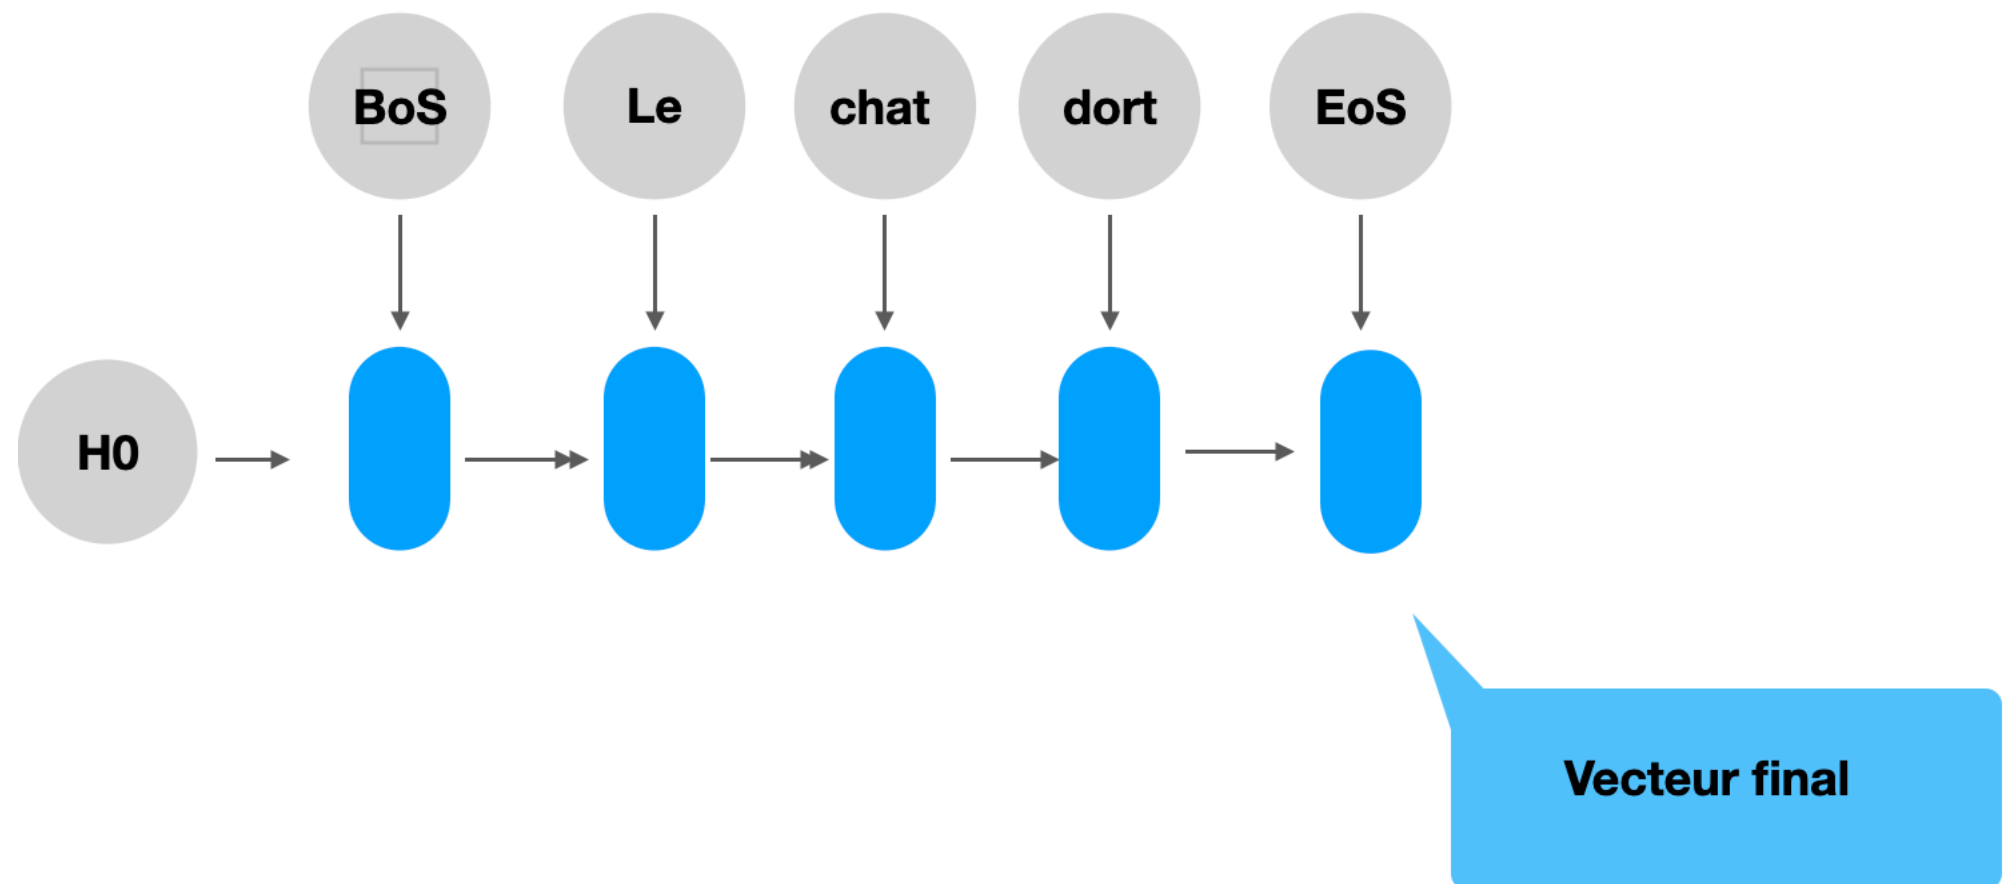 BoS
Le
chat
dort
EoS
H0
Vecteur final